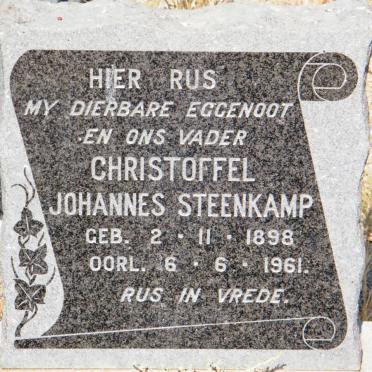 HIER RUS
MY DIERBARE EGGENOOT
EN ONS VADER
CHRISTOFFEL
JOHANNES STEENKAMP
GEB. 2 · 11 · 1898
OORL. 6 · 6 · 1961.
RUS IN VREDE.